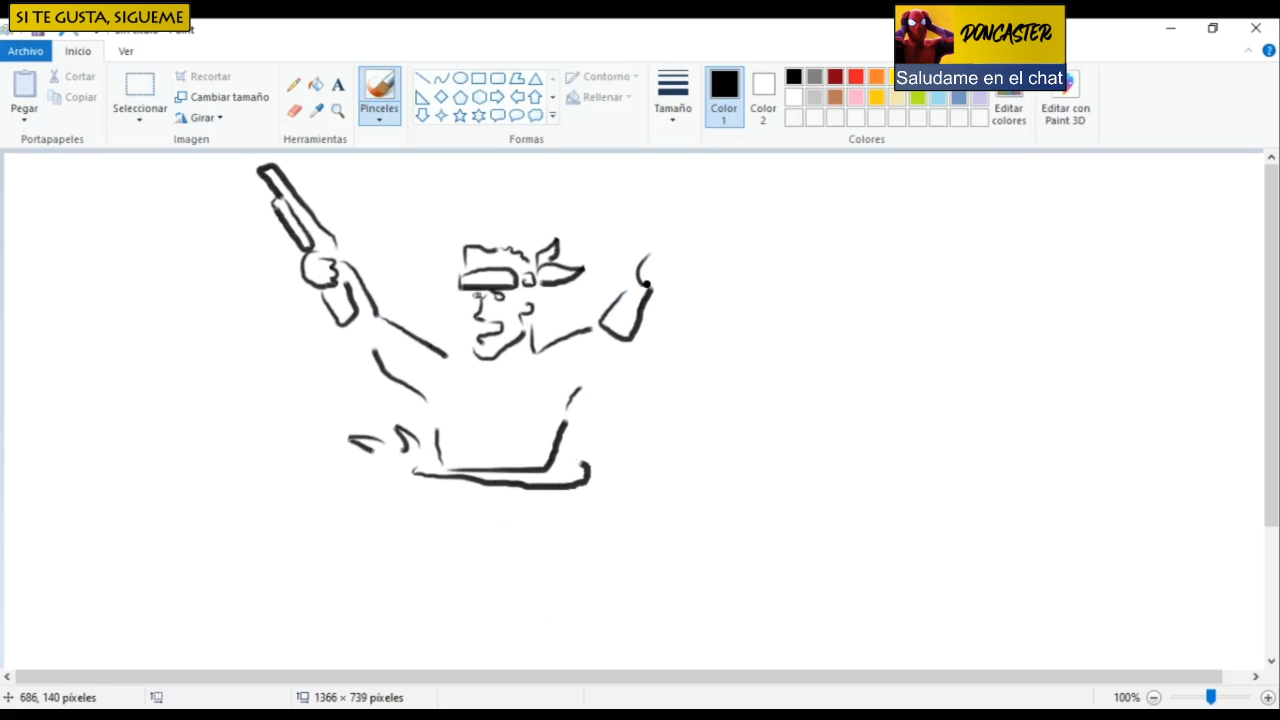 SI TE GUSTA, SIGUEME
DONCASTER
Saludame en el chat
Archivo
Inicio
Ver
Pegar
Cortar
Copiar
Portapapeles
Seleccionar
Recortar
Cambiar tamaño
Girar
Imagen
A
Herramientas
Pinceles
Contorno
Rellenar
Formas
Tamaño
Color
1
Color
2
Editar
colores
Editar con
Paint 3D
Colores
686, 140 píxeles
1366 × 739 píxeles
100%